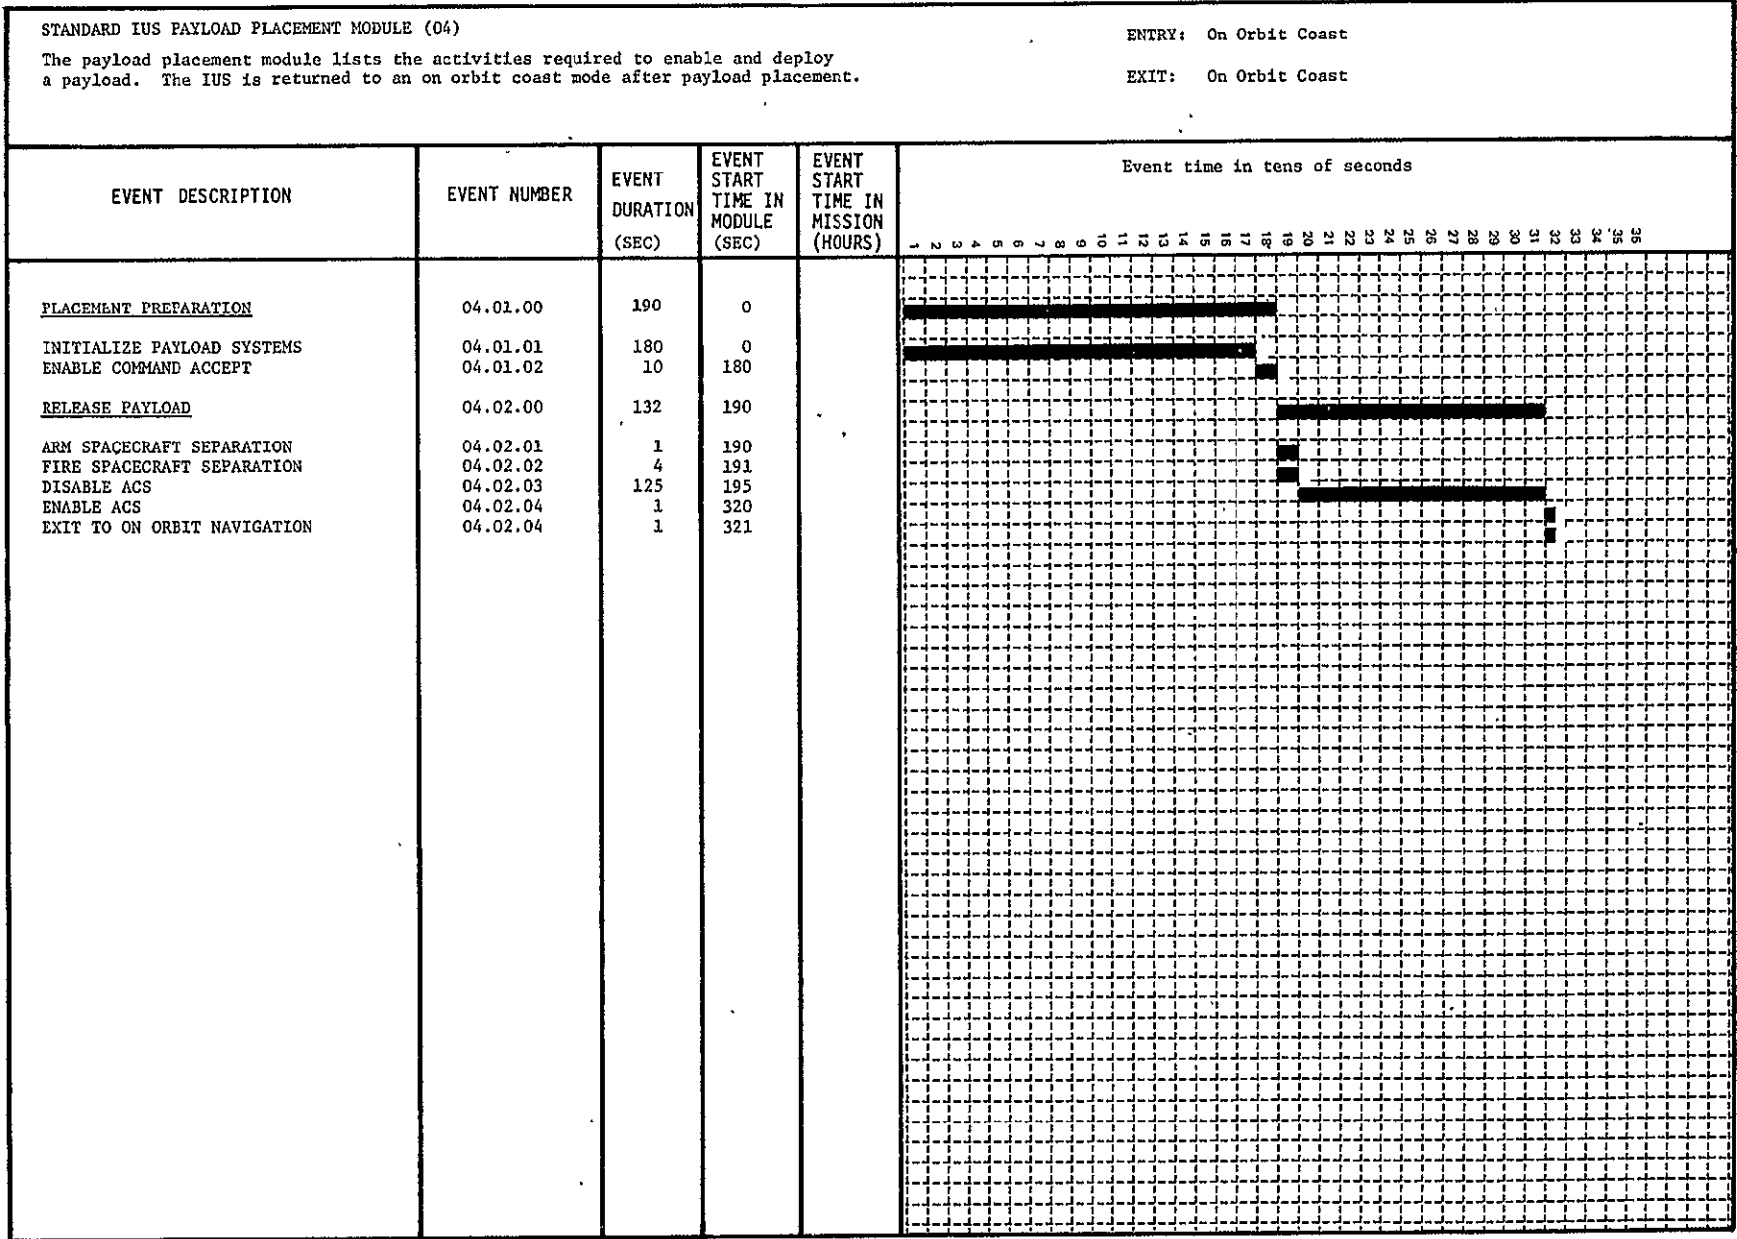 STANDARD IUS PAYLOAD PLACEMENT MODULE (04)
The payload placement module lists the activities required to enable and deploy
a payload. The IUS is returned to an on orbit coast mode after payload placement.
ENTRY: On Orbit Coast
EXIT: On Orbit Coast
EVENT DESCRIPTION
EVENT NUMBER
EVENT
DURATION
(SEC)
EVENT
START
TIME IN
MODULE
(SEC)
EVENT
START
TIME IN
MISSION
(HOURS)
Event time in tens of seconds
1 2 3 4 5 6 7 8 9 10 11 12 13 14 15 16 17 18 19 20 21 22 23 24 25 26 27 28 29 30 31 32 33 34 35 36
PLACEMENT PREPARATION 04.01.00 190 0
INITIALIZE PAYLOAD SYSTEMS 04.01.01 180 0
ENABLE COMMAND ACCEPT 04.01.02 10 180
RELEASE PAYLOAD 04.02.00 132 190
ARM SPACECRAFT SEPARATION 04.02.01 1 190
FIRE SPACECRAFT SEPARATION 04.02.02 4 191
DISABLE ACS 04.02.03 125 195
ENABLE ACS 04.02.04 1 320
EXIT TO ON ORBIT NAVIGATION 04.02.04 1 321